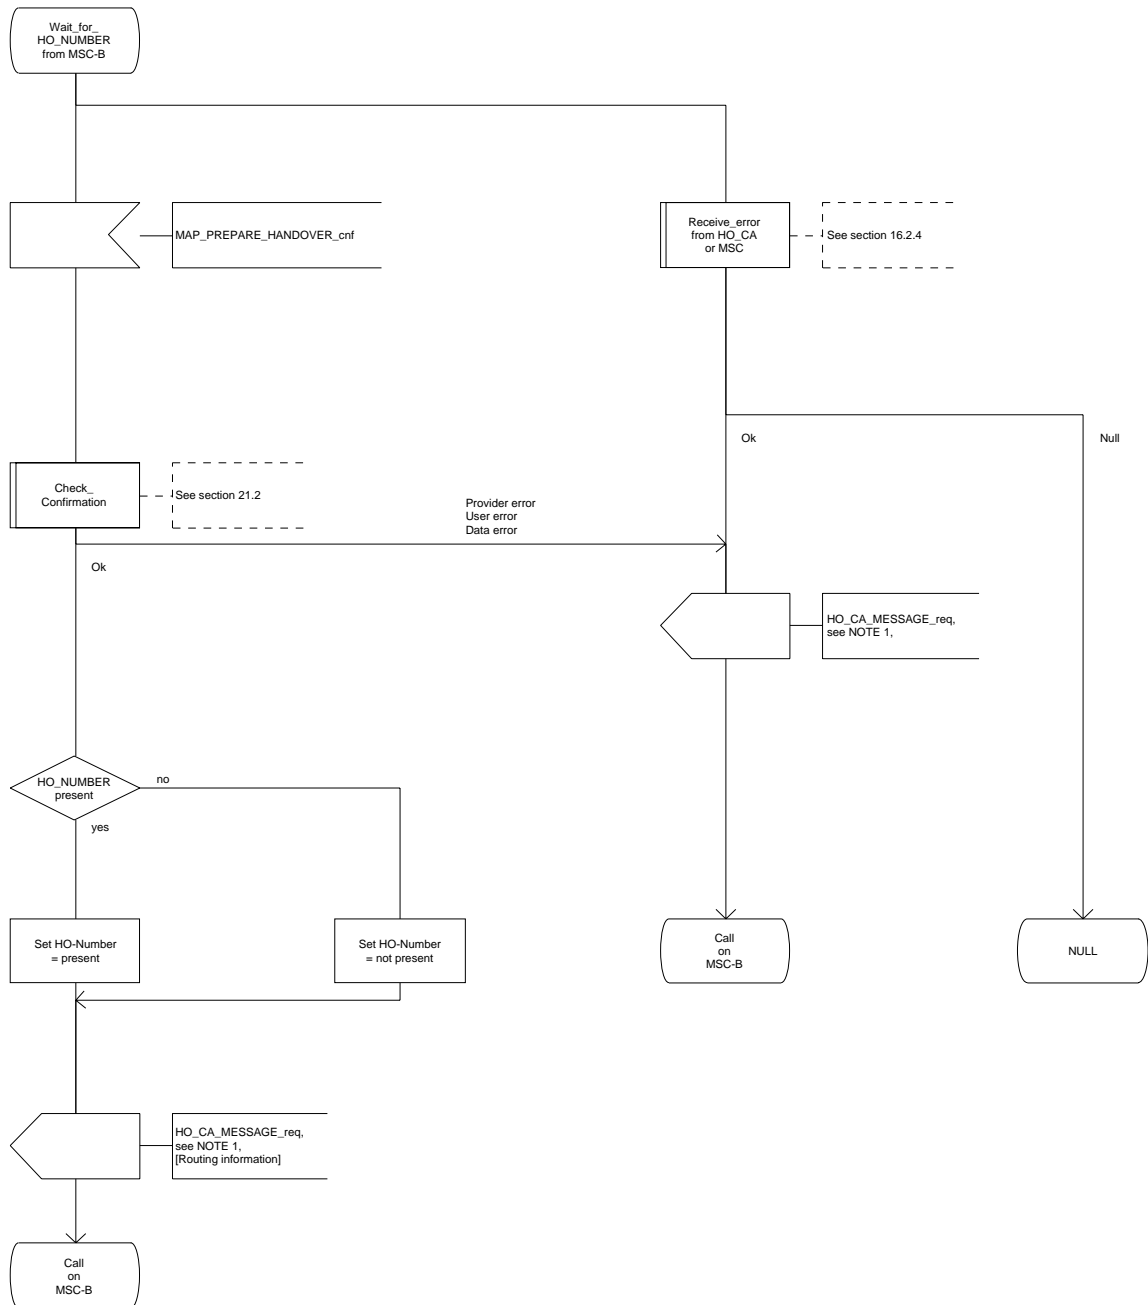 Wait_for_
HO_NUMBER
from MSC-B
MAP_PREPARE_HANDOVER_cnf
Receive_error
from HO_CA
or MSC
See section 16.2.4
Ok
Null
Check_
Confirmation
See section 21.2
Provider error
User error
Data error
Ok
HO_CA_MESSAGE_req,
see NOTE 1,
HO_NUMBER
present
no
yes
Set HO-Number
= present
Set HO-Number
= not present
Call
on
MSC-B
NULL
HO_CA_MESSAGE_req,
see NOTE 1,
[Routing information]
Call
on
MSC-B